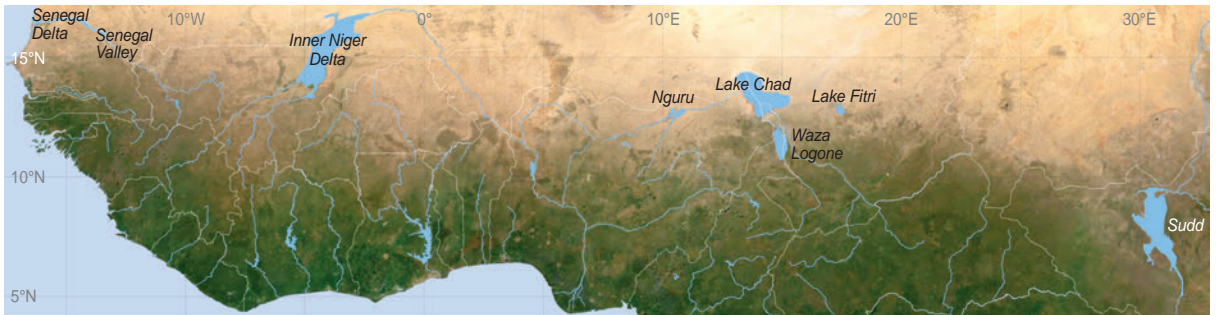 10°W
0°
10°E
20°E
30°E
Senegal
Delta
Senegal
Valley
Inner Niger
Delta
15°N
Lake Chad
Nguru
Lake Fitri
Waza
Logone
10°N
Sudd
5°N